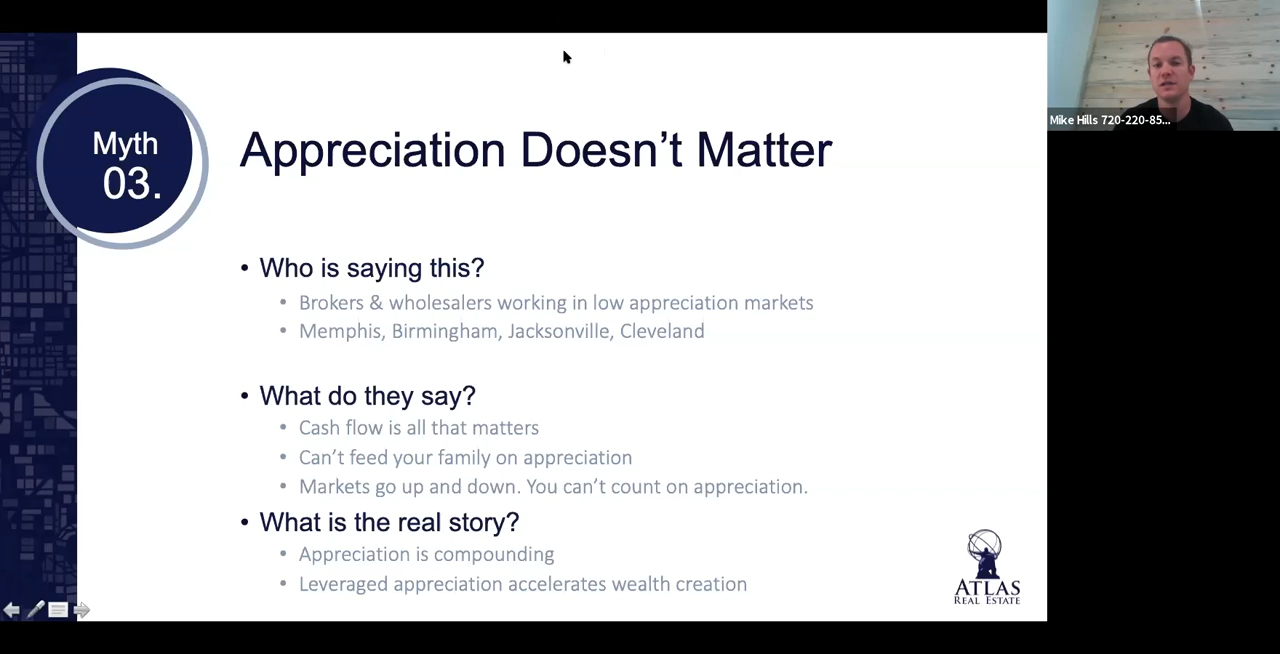 Myth
03.
Appreciation Doesn’t Matter
• Who is saying this?
• Brokers & wholesalers working in low appreciation markets
• Memphis, Birmingham, Jacksonville, Cleveland
• What do they say?
• Cash flow is all that matters
• Can’t feed your family on appreciation
• Markets go up and down. You can’t count on appreciation.
• What is the real story?
• Appreciation is compounding
• Leveraged appreciation accelerates wealth creation
ATLAS
REAL ESTATE
Mike Hills 720-220-85...